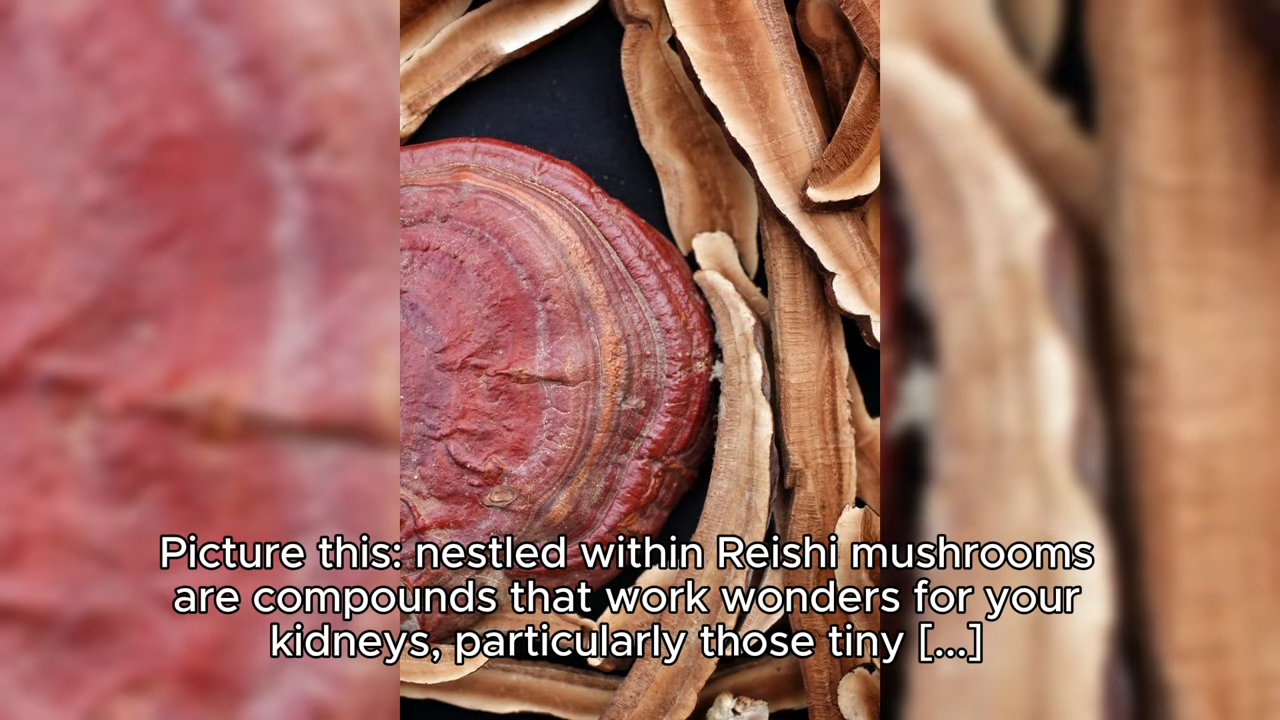 Picture this: nestled within Reishi mushrooms
are compounds that work wonders for your
kidneys, particularly those tiny [...]